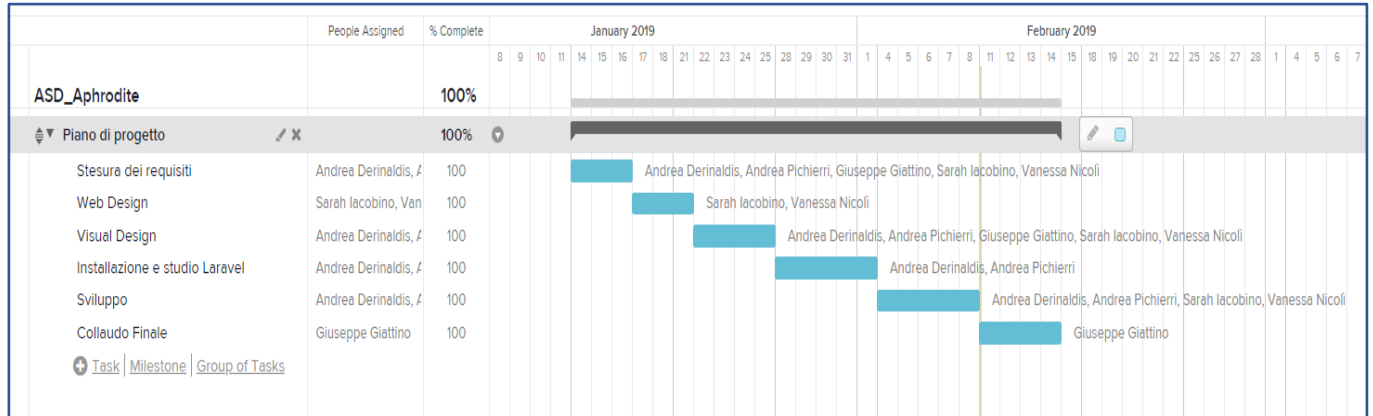 People Assigned % Complete January 2019 February 2019
8 9 10 11 14 15 16 17 18 21 22 23 24 25 28 29 30 31 1 4 5 6 7 8 11 12 13 14 15 18 19 20 21 22 25 26 27 28 1 4 5 6 7
ASD_Aphrodite 100%
Piano di progetto 100%
Stesura dei requisiti Andrea Derinaldis, A 100 Andrea Derinaldis, Andrea Pichierri, Giuseppe Giattino, Sarah Iacobino, Vanessa Nicolì
Web Design Sarah Iacobino, Van 100 Sarah Iacobino, Vanessa Nicolì
Visual Design Andrea Derinaldis, A 100 Andrea Derinaldis, Andrea Pichierri, Giuseppe Giattino, Sarah Iacobino, Vanessa Nicolì
Installazione e studio Laravel Andrea Derinaldis, A 100 Andrea Derinaldis, Andrea Pichierri
Sviluppo Andrea Derinaldis, A 100 Andrea Derinaldis, Andrea Pichierri, Sarah Iacobino, Vanessa Nicolì
Collaudo Finale Giuseppe Giattino 100 Giuseppe Giattino
Task Milestone Group of Tasks